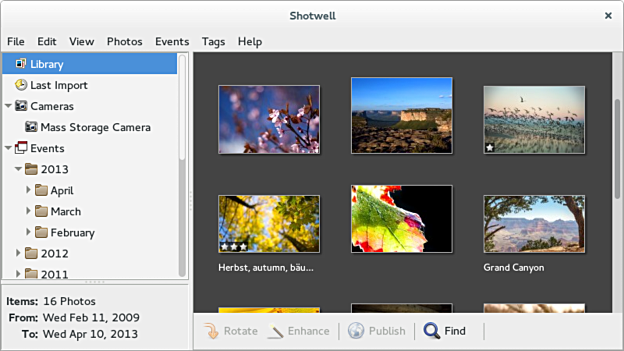 Shotwell
File Edit View Photos Events Tags Help
Library
Last Import
Cameras
Mass Storage Camera
Events
2013
April
March
February
2012
2011
Items: 16 Photos
From: Wed Feb 11, 2009
To: Wed Apr 10, 2013
Herbst, autumn, bäu...
Grand Canyon
Rotate Enhance Publish Find